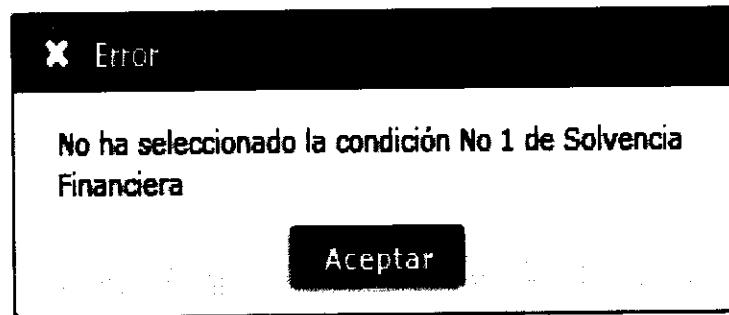 Error
No ha seleccionado la condición No 1 de Solvencia
Financiera
Aceptar